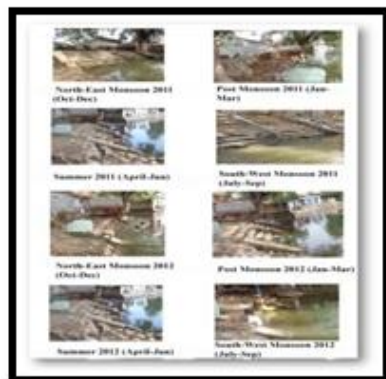 North-East Monsoon 2011
(Oct-Dec)
Post Monsoon 2011 (Jan-
Mar)
Summer 2011 (April-Jun)
South-West Monsoon 2011
(July-Sep)
North-East Monsoon 2012
(Oct-Dec)
Post Monsoon 2012 (Jan-Mar)
Summer 2012 (April-Jun)
South-West Monsoon 2012
(July-Sep)